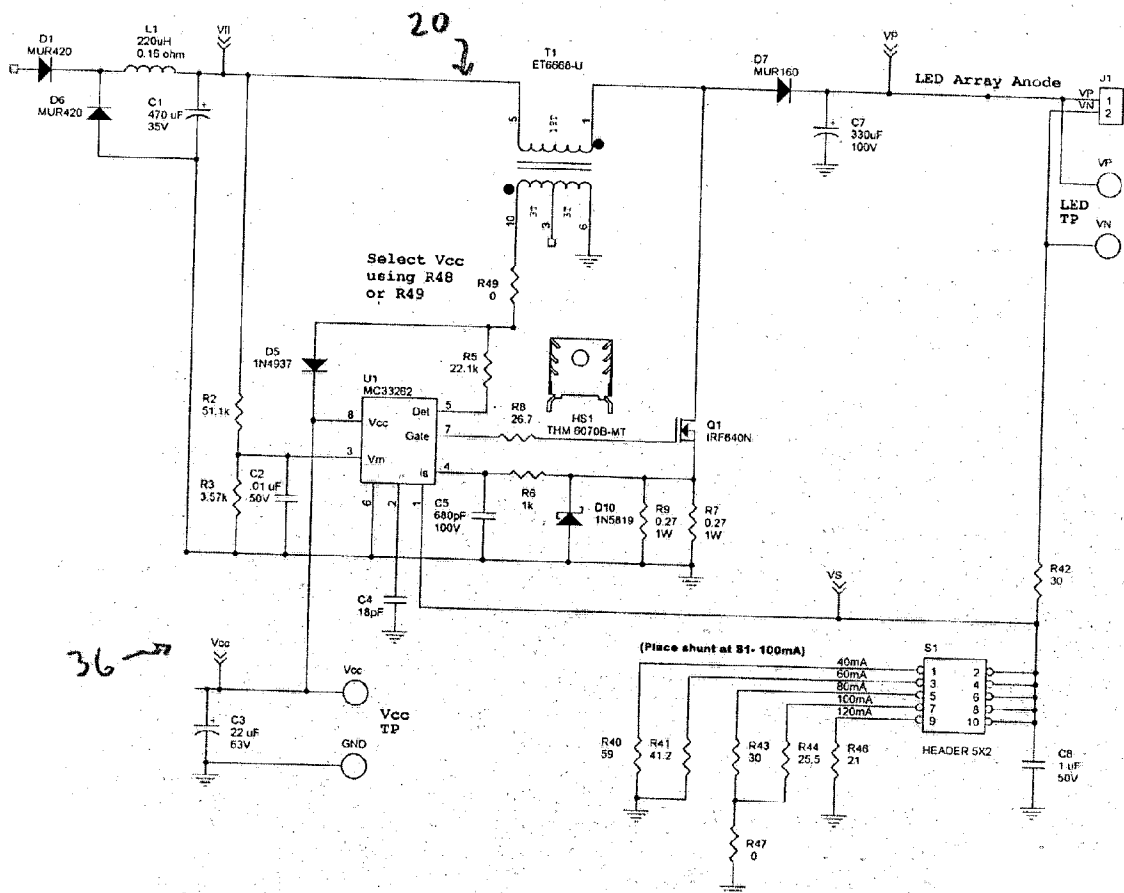 20
D1
MUR420
L1
220uH
0.16 ohm
VII
T1
ET6668-U
D7
MUR160
VP
LED Array Anode
J1
VP
VN
1
2
D6
MUR420
C1
470 uF
35V
5
1
C7
330uF
100V
VP
LED
TP
VN
10
3T
3
3T
6
Select Vcc
using R48
or R49
R49
0
D5
1N4937
R5
22.1k
U1
MC33262
HS1
THM 6070B-MT
R2
51.1k
8
Vcc
Det
5
Gate
7
R8
26.7
Q1
IRF640N
3
Vm
Is
4
R3
3.57k
C2
.01 uF
50V
6
2
1
C5
680pF
100V
R6
1k
D10
1N5819
R9
0.27
1W
R7
0.27
1W
C4
18pF
VS
R42
30
36
Vcc
(Place shunt at S1- 100mA)
S1
40mA
60mA
80mA
100mA
120mA
1 2
3 4
5 6
7 8
9 10
HEADER 5X2
Vcc
Vcc
TP
C3
22 uF
63V
GND
R40
59
R41
41.2
R43
30
R44
25.5
R46
21
C8
1 uF
50V
R47
0